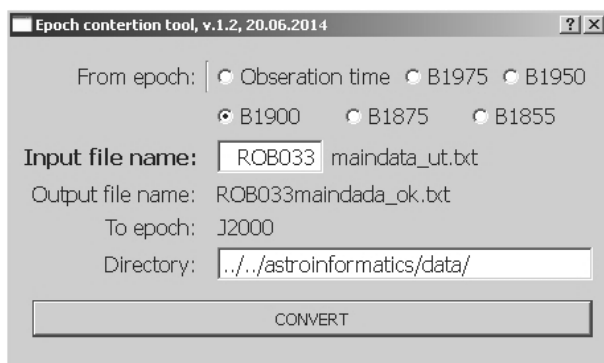 Epoch contertion tool, v.1.2, 20.06.2014 ? x
From epoch: Obseration time B1975 B1950
B1900 B1875 B1855
Input file name: ROB033 maindata_ut.txt
Output file name: ROB033maindada_ok.txt
To epoch: J2000
Directory: ../../astroinformatics/data/
CONVERT